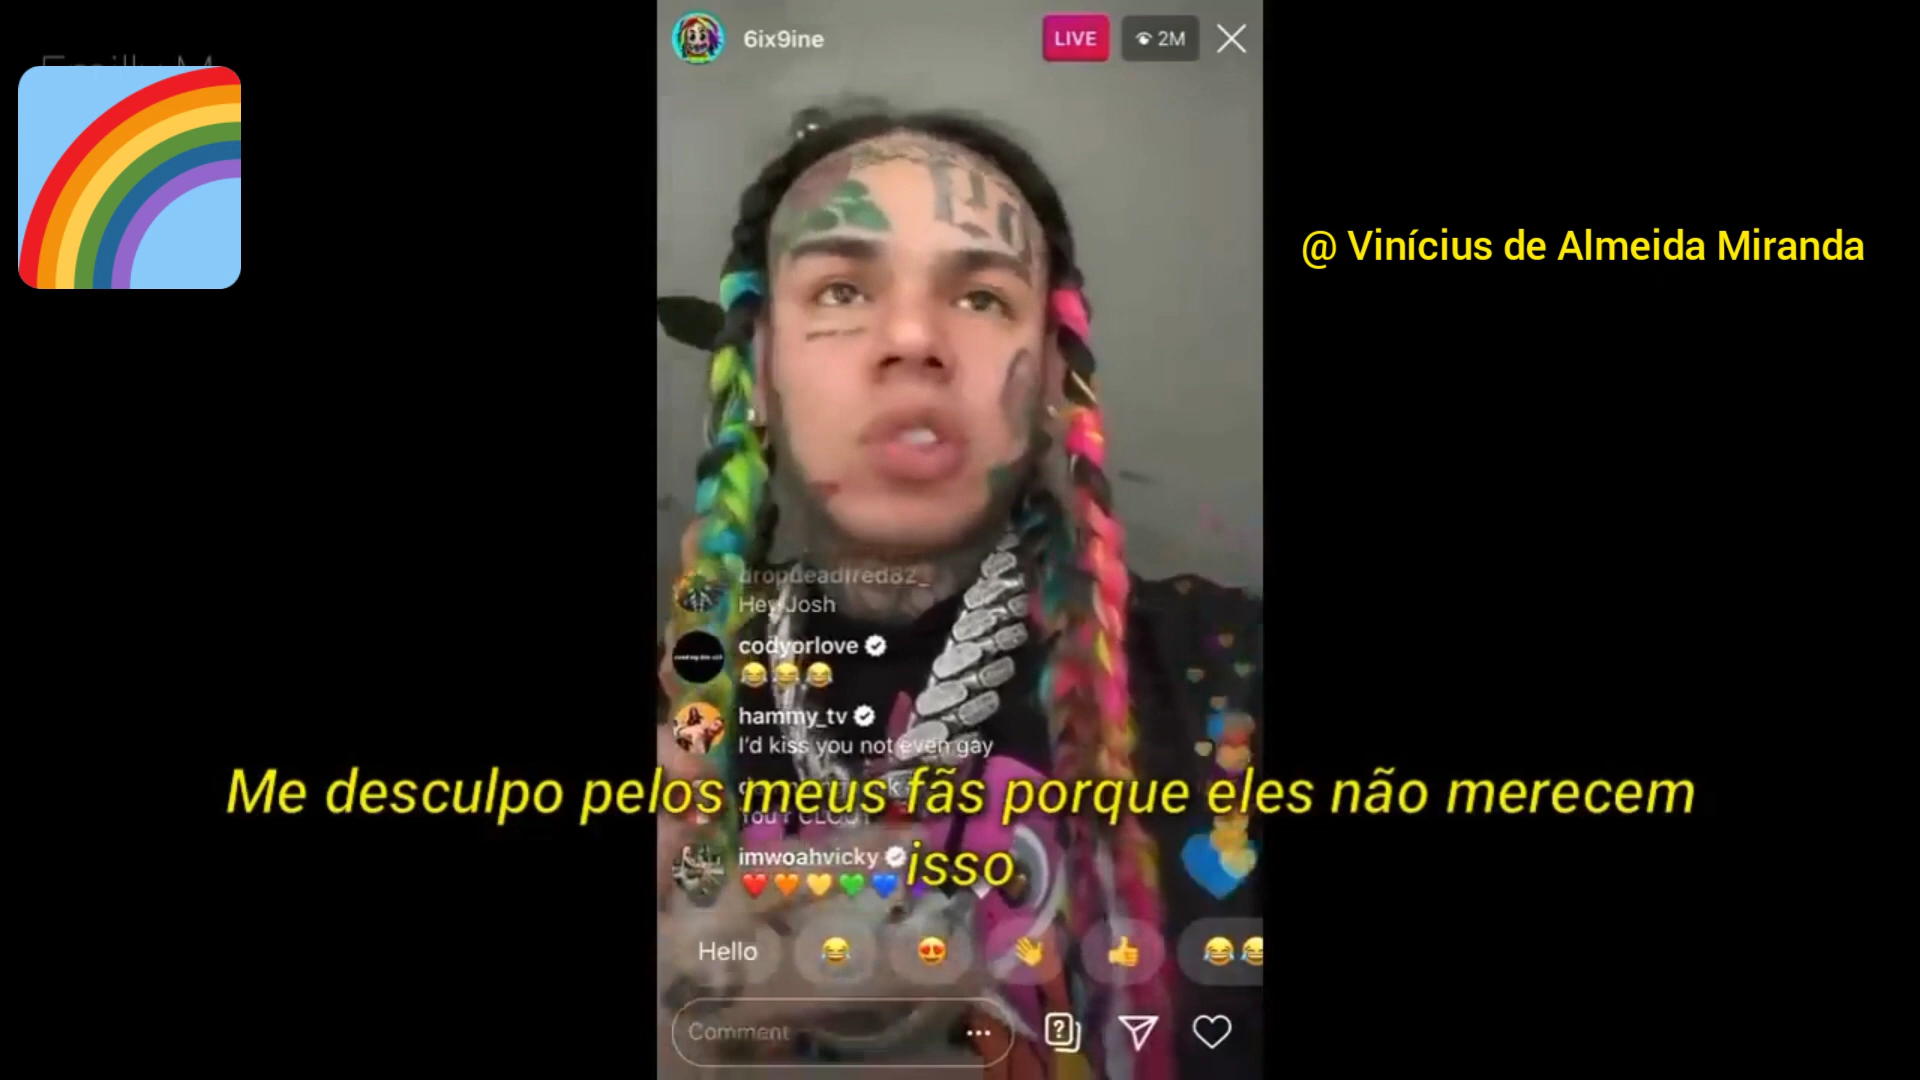 6ix9ine
LIVE
2M
@ Vinícius de Almeida Miranda
dropdeadfred82_
Hey Josh
codyorlove
😂😂😂
hammy_tv
I'd kiss you not even gay
Me desculpo pelos meus fãs porque eles não merecem
isso
imwoahvicky
❤️🧡💛💚💙
Hello
Comment